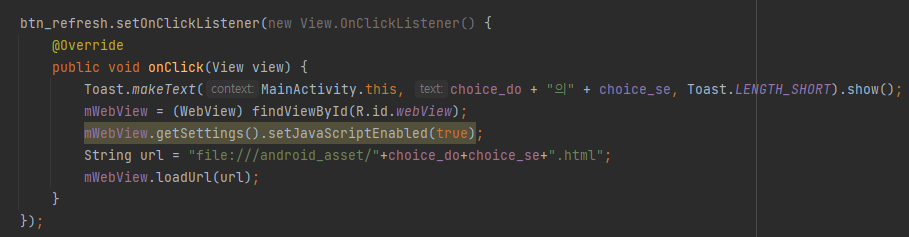 btn_refresh.setOnClickListener(new View.OnClickListener() {
@Override
public void onClick(View view) {
Toast.makeText( context: MainActivity.this, text: choice_do + "의" + choice_se, Toast.LENGTH_SHORT).show();
mWebView = (WebView) findViewById(R.id.webView);
mWebView.getSettings().setJavaScriptEnabled(true);
String url = "file:///android_asset/"+choice_do+choice_se+".html";
mWebView.loadUrl(url);
}
});